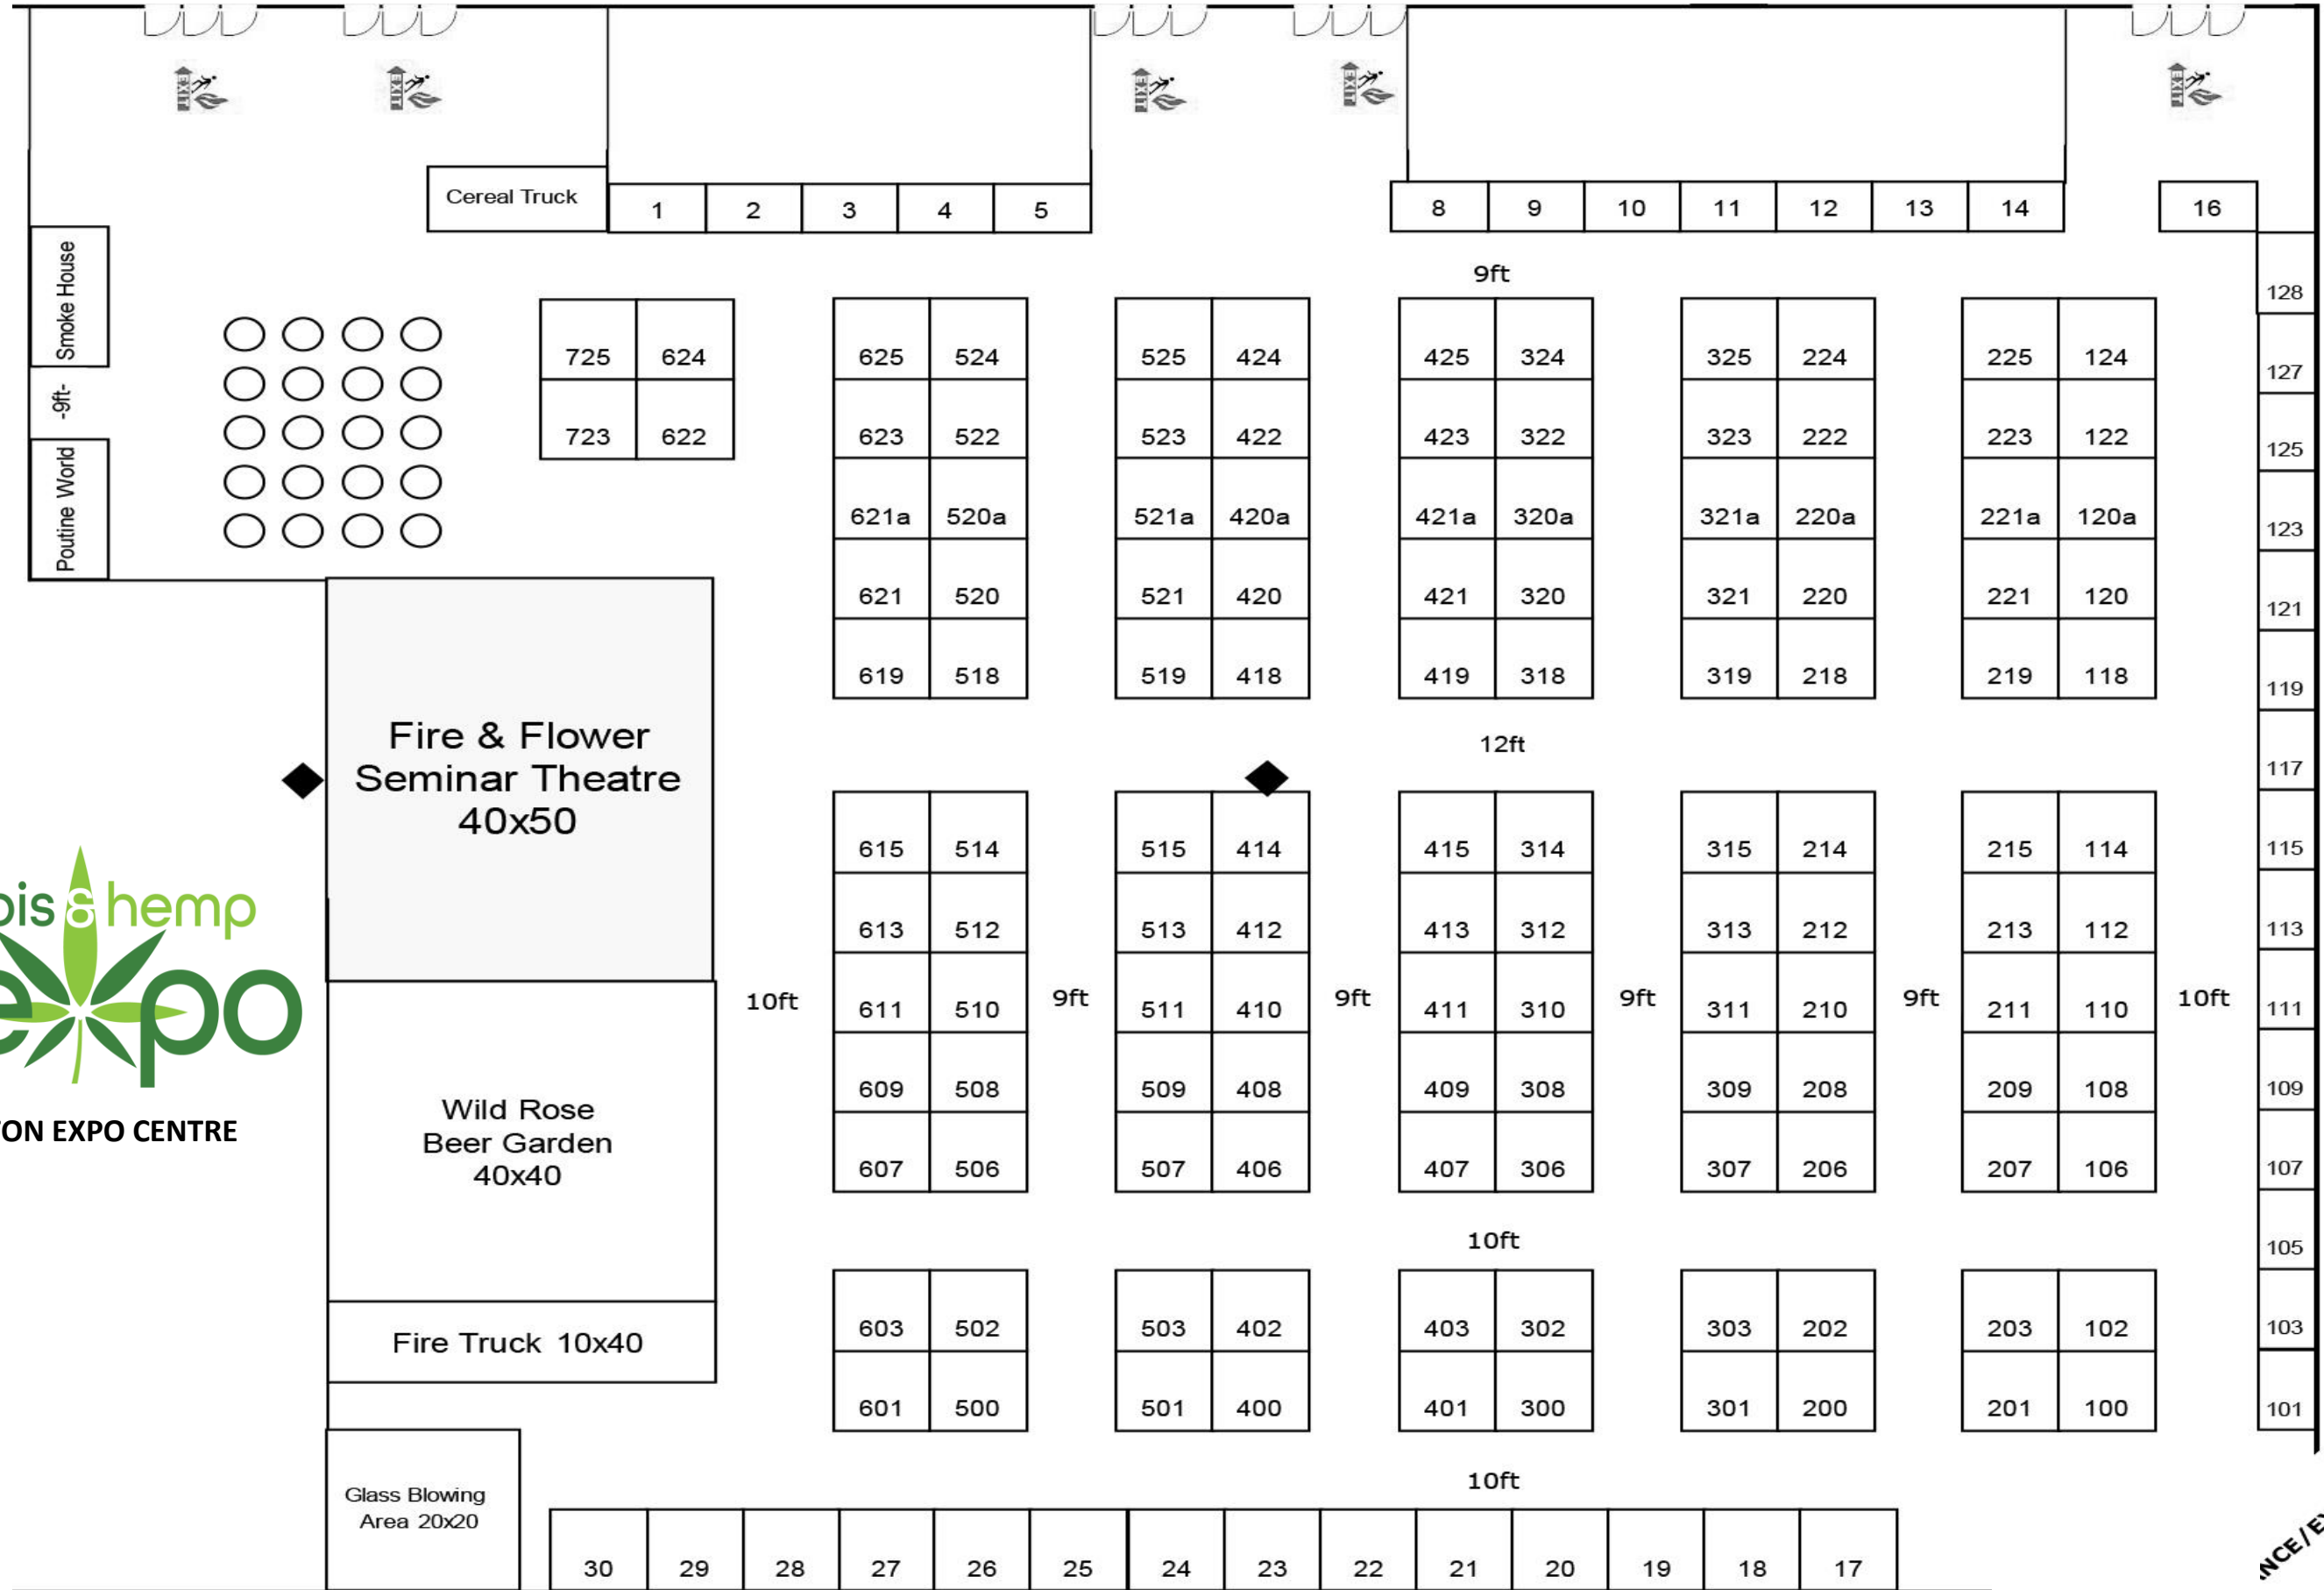 EXIT
EXIT
EXIT
EXIT
EXIT
Cereal Truck
1 2 3 4 5
8 9 10 11 12 13 14
16
Smoke House
-9ft-
Poutine World
9ft
128
725 624 625 524 525 424 425 324 325 224 225 124
127
723 622 623 522 523 422 423 322 323 222 223 122
125
621a 520a 521a 420a 421a 320a 321a 220a 221a 120a
123
621 520 521 420 421 320 321 220 221 120
121
619 518 519 418 419 318 319 218 219 118
119
Fire & Flower
Seminar Theatre
40x50
12ft
117
615 514 515 414 415 314 315 214 215 114
115
613 512 513 412 413 312 313 212 213 112
113
bis & hemp
expo
TON EXPO CENTRE
10ft 611 510 9ft 511 410 9ft 411 310 9ft 311 210 9ft 211 110 10ft 111
609 508 509 408 409 308 309 208 209 108
109
Wild Rose
Beer Garden
40x40
607 506 507 406 407 306 307 206 207 106
107
10ft
105
Fire Truck 10x40
603 502 503 402 403 302 303 202 203 102
103
601 500 501 400 401 300 301 200 201 100
101
10ft
Glass Blowing
Area 20x20
30 29 28 27 26 25 24 23 22 21 20 19 18 17